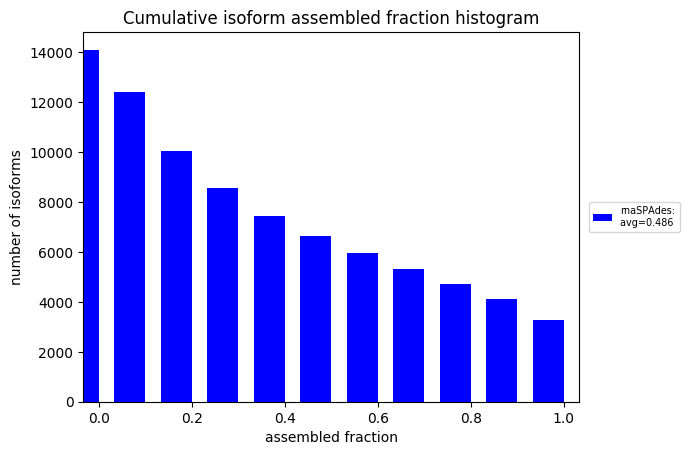 Cumulative isoform assembled fraction histogram
number of isoforms
14000
12000
10000
8000
6000
4000
2000
0
0.0 0.2 0.4 0.6 0.8 1.0
assembled fraction
rnaSPAdes:
avg=0.486